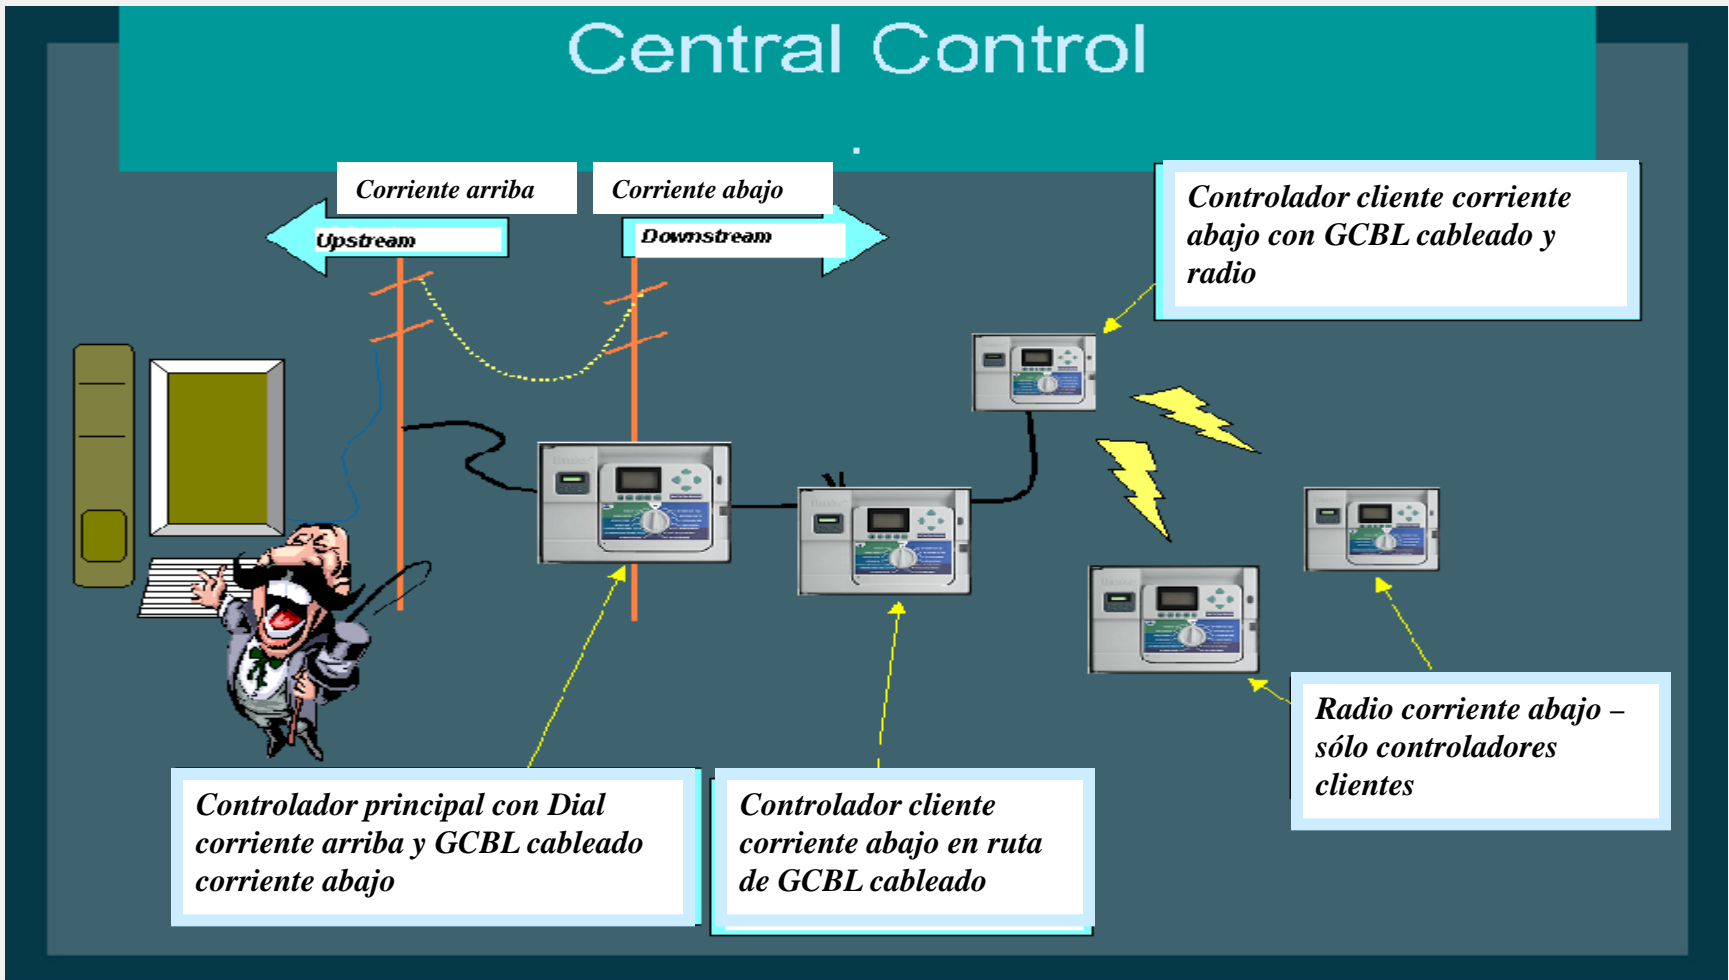 Central Control
.
Corriente arriba
Corriente abajo
Upstream
Downstream
Controlador cliente corriente
abajo con GCBL cableado y
radio
Radio corriente abajo –
sólo controladores
clientes
Controlador principal con Dial
corriente arriba y GCBL cableado
corriente abajo
Controlador cliente
corriente abajo en ruta
de GCBL cableado